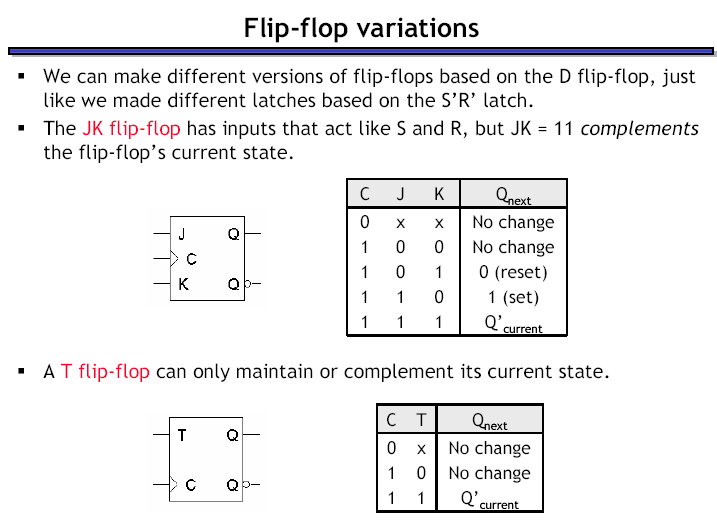 Flip-flop variations
▪ We can make different versions of flip-flops based on the D flip-flop, just
like we made different latches based on the S’R’ latch.
▪ The JK flip-flop has inputs that act like S and R, but JK = 11 complements
the flip-flop’s current state.
J Q
C
K Q
C J K Qnext
0 x x No change
1 0 0 No change
1 0 1 0 (reset)
1 1 0 1 (set)
1 1 1 Q’current
▪ A T flip-flop can only maintain or complement its current state.
T Q
C Q
C T Qnext
0 x No change
1 0 No change
1 1 Q’current